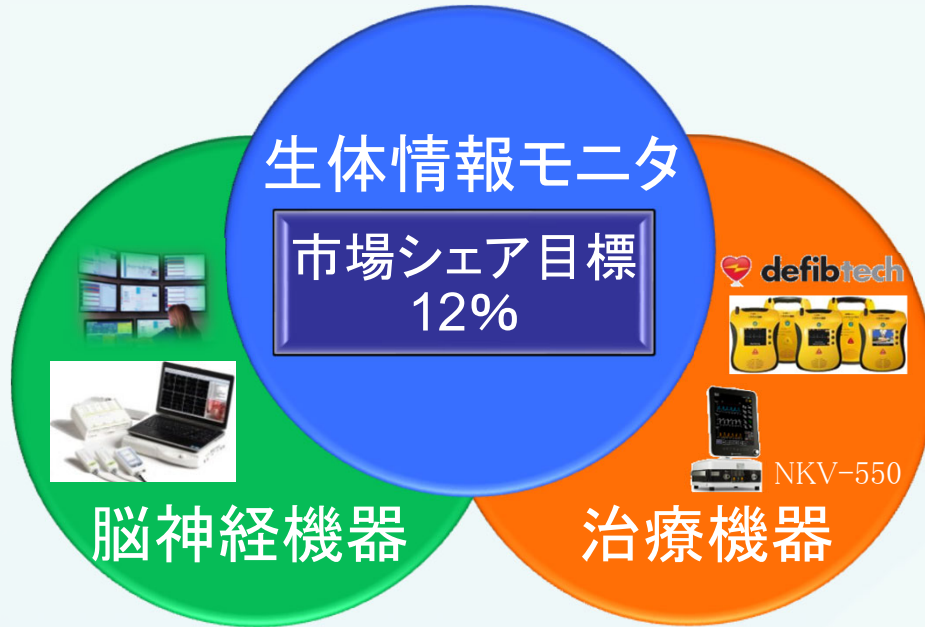 生体情報モニタ
市場シェア目標
12%
defibtech
NKV-550
脳神経機器
治療機器